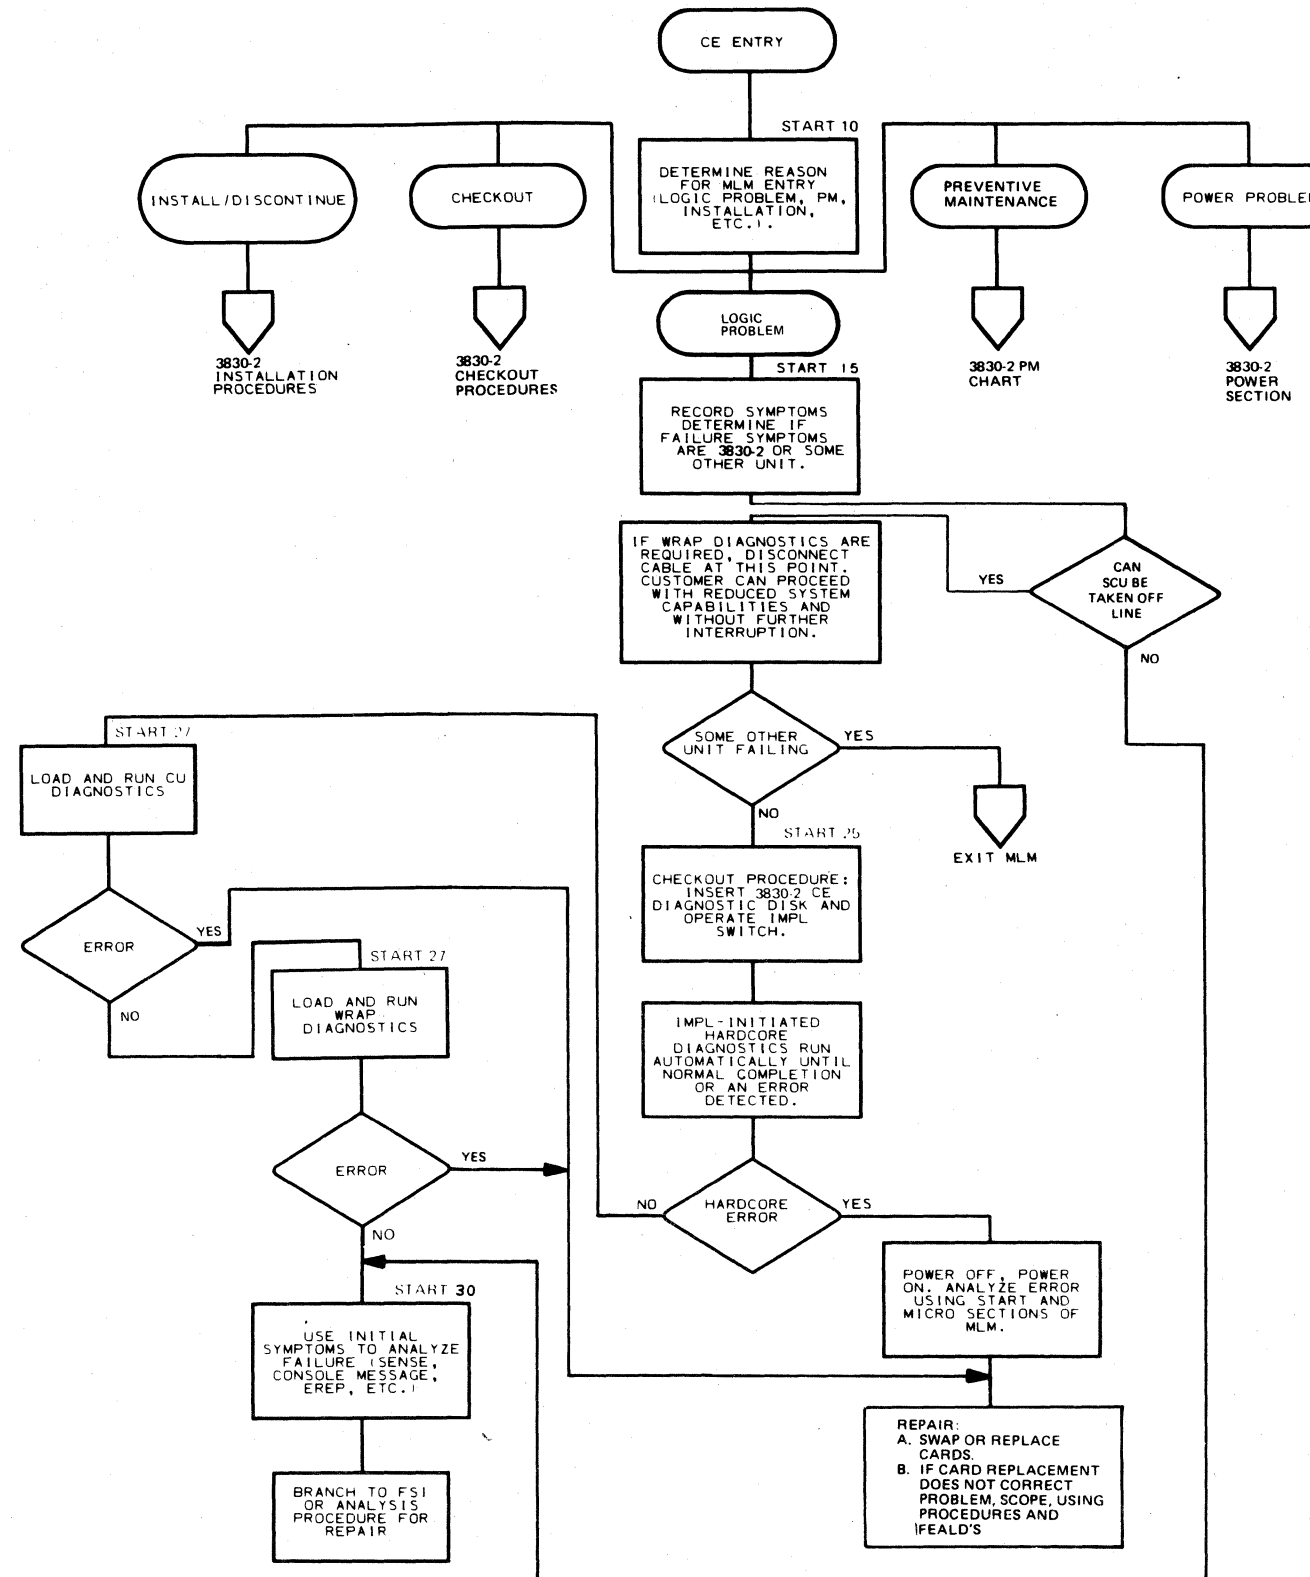 CE ENTRY
START 10
DETERMINE REASON
FOR MLM ENTRY
(LOGIC PROBLEM, PM,
INSTALLATION,
ETC.).
INSTALL/DISCONTINUE
CHECKOUT
PREVENTIVE
MAINTENANCE
POWER PROBLEM
3830-2
INSTALLATION
PROCEDURES
3830-2
CHECKOUT
PROCEDURES
LOGIC
PROBLEM
3830-2 PM
CHART
3830-2
POWER
SECTION
START 15
RECORD SYMPTOMS
DETERMINE IF
FAILURE SYMPTOMS
ARE 3830-2 OR SOME
OTHER UNIT.
IF WRAP DIAGNOSTICS ARE
REQUIRED, DISCONNECT
CABLE AT THIS POINT.
CUSTOMER CAN PROCEED
WITH REDUCED SYSTEM
CAPABILITIES AND
WITHOUT FURTHER
INTERRUPTION.
YES
CAN
SCU BE
TAKEN OFF
LINE
NO
SOME OTHER
UNIT FAILING
YES
NO
EXIT MLM
START 27
LOAD AND RUN CU
DIAGNOSTICS
START 25
CHECKOUT PROCEDURE:
INSERT 3830-2 CE
DIAGNOSTIC DISK AND
OPERATE IMPL
SWITCH.
ERROR
YES
NO
START 27
LOAD AND RUN
WRAP
DIAGNOSTICS
IMPL-INITIATED
HARDCORE
DIAGNOSTICS RUN
AUTOMATICALLY UNTIL
NORMAL COMPLETION
OR AN ERROR
DETECTED.
ERROR
YES
NO
NO
HARDCORE
ERROR
YES
POWER OFF, POWER
ON. ANALYZE ERROR
USING START AND
MICRO SECTIONS OF
MLM.
START 30
USE INITIAL
SYMPTOMS TO ANALYZE
FAILURE (SENSE,
CONSOLE MESSAGE,
EREP, ETC.)
BRANCH TO FSI
OR ANALYSIS
PROCEDURE FOR
REPAIR
REPAIR:
A. SWAP OR REPLACE
CARDS.
B. IF CARD REPLACEMENT
DOES NOT CORRECT
PROBLEM, SCOPE, USING
PROCEDURES AND
FEALD'S